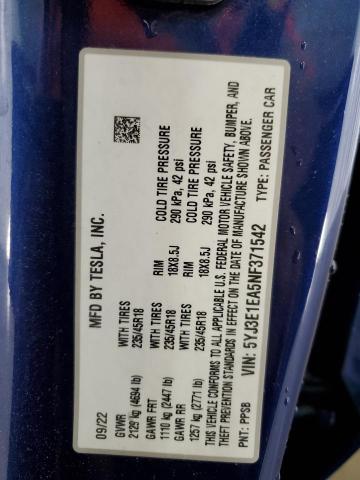 MFD BY TESLA, INC.
09/22
GVWR
2129 kg (4694 lb)
GAWR FRT WITH TIRES RIM COLD TIRE PRESSURE
1110 kg (2447 lb) 235/45R18 18X8.5J 290 kPa, 42 psi
GAWR RR WITH TIRES RIM COLD TIRE PRESSURE
1257 kg (2771 lb) 235/45R18 18X8.5J 290 kPa, 42 psi
THIS VEHICLE CONFORMS TO ALL APPLICABLE U.S. FEDERAL MOTOR VEHICLE SAFETY, BUMPER, AND
THEFT PREVENTION STANDARDS IN EFFECT ON THE DATE OF MANUFACTURE SHOWN ABOVE.
VIN: 5YJ3E1EA5NF371542 TYPE: PASSENGER CAR
PNT: PPSB